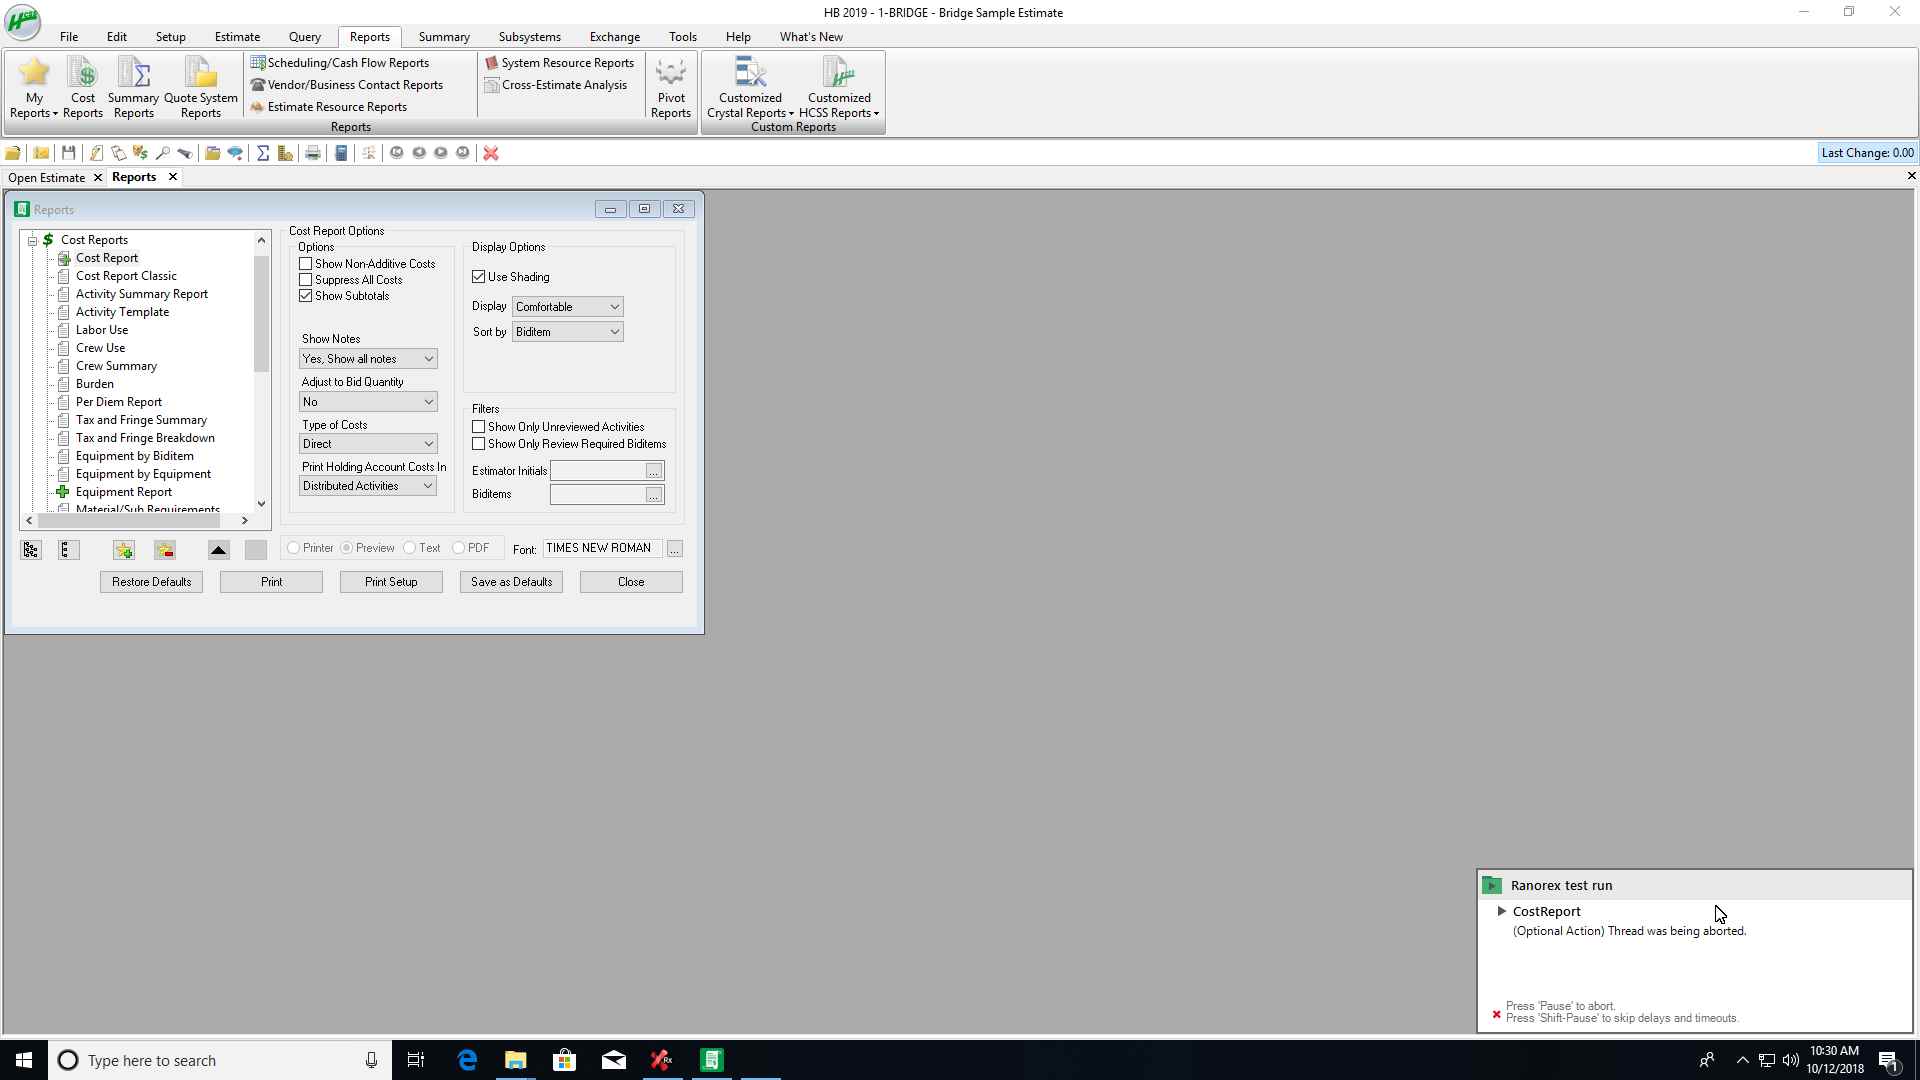 HB 2019 - 1-BRIDGE - Bridge Sample Estimate
HCSS
File Edit Setup Estimate Query Reports Summary Subsystems Exchange Tools Help What's New
My Reports
Cost Reports
Summary Reports
Quote System Reports
Scheduling/Cash Flow Reports
Vendor/Business Contact Reports
Estimate Resource Reports
System Resource Reports
Cross-Estimate Analysis
Pivot Reports
Customized Crystal Reports
Customized HCSS Reports
Reports
Custom Reports
Last Change: 0.00
Open Estimate
Reports
Reports
Cost Reports
Cost Report
Cost Report Classic
Activity Summary Report
Activity Template
Labor Use
Crew Use
Crew Summary
Burden
Per Diem Report
Tax and Fringe Summary
Tax and Fringe Breakdown
Equipment by Biditem
Equipment by Equipment
Equipment Report
Material/Sub Requirements
Cost Report Options
Options
Show Non-Additive Costs
Suppress All Costs
Show Subtotals
Show Notes
Yes, Show all notes
Adjust to Bid Quantity
No
Type of Costs
Direct
Print Holding Account Costs In
Distributed Activities
Display Options
Use Shading
Display Comfortable
Sort by Biditem
Filters
Show Only Unreviewed Activities
Show Only Review Required Biditems
Estimator Initials ...
Biditems ...
Printer Preview Text PDF Font: TIMES NEW ROMAN ...
Restore Defaults Print Print Setup Save as Defaults Close
Ranorex test run
CostReport
(Optional Action) Thread was being aborted.
Press 'Pause' to abort.
Press 'Shift-Pause' to skip delays and timeouts.
Type here to search
10:30 AM
10/12/2018
1